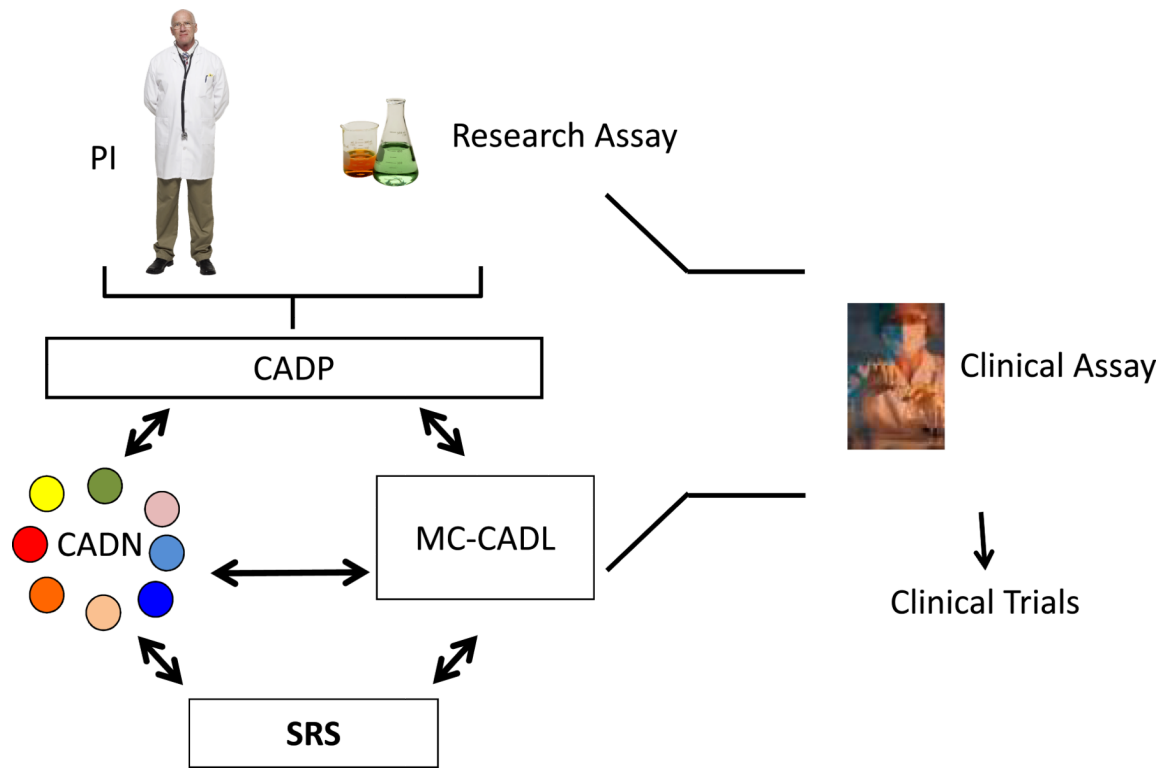 PI
Research Assay
CADP
Clinical Assay
CADN
MC-CADL
Clinical Trials
SRS